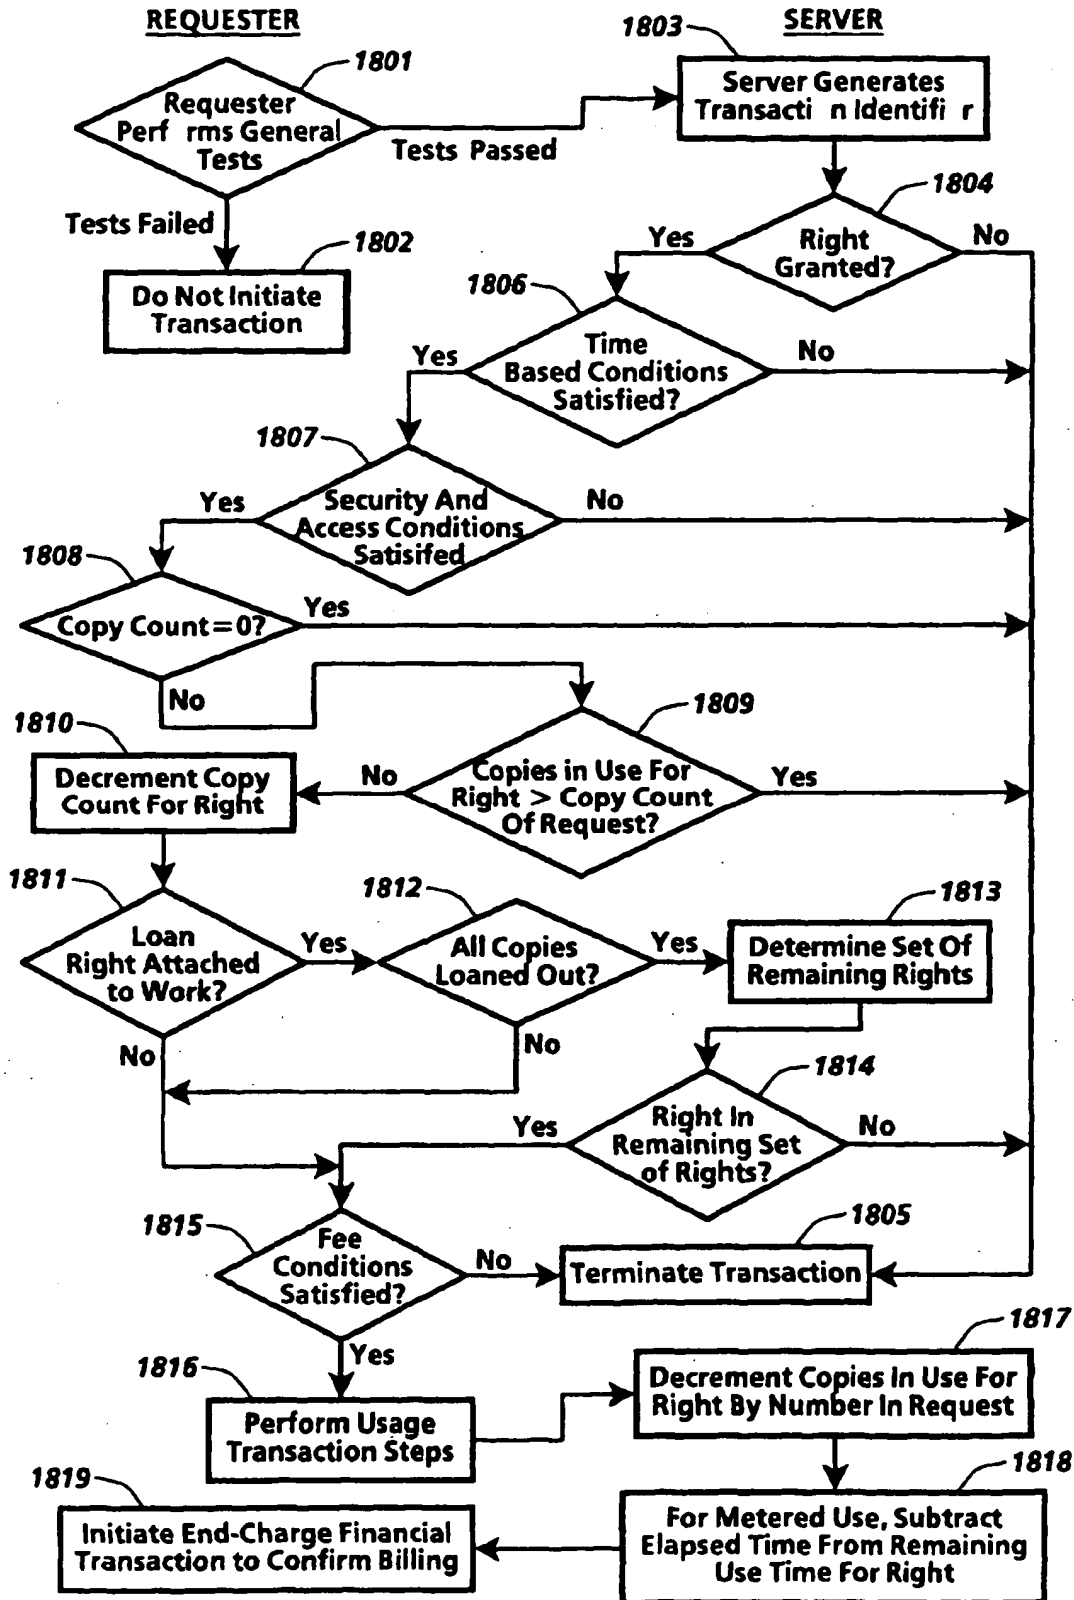 REQUESTER
SERVER
1801
1803
Requester
Perf rms General
Tests
Tests Passed
Server Generates
Transacti n Identifi r
Tests Failed
1802
Do Not Initiate
Transaction
1804
Right
Granted?
Yes
No
1806
Time
Based Conditions
Satisfied?
Yes
No
1807
Security And
Access Conditions
Satisifed
Yes
No
1808
Copy Count=0?
Yes
No
1809
Copies in Use For
Right > Copy Count
Of Request?
No
Yes
1810
Decrement Copy
Count For Right
1811
Loan
Right Attached
to Work?
Yes
No
1812
All Copies
Loaned Out?
Yes
No
1813
Determine Set Of
Remaining Rights
1814
Right In
Remaining Set
of Rights?
Yes
No
1815
Fee
Conditions
Satisfied?
No
Yes
1805
Terminate Transaction
1816
Perform Usage
Transaction Steps
1817
Decrement Copies In Use For
Right By Number In Request
1818
For Metered Use, Subtract
Elapsed Time From Remaining
Use Time For Right
1819
Initiate End-Charge Financial
Transaction to Confirm Billing